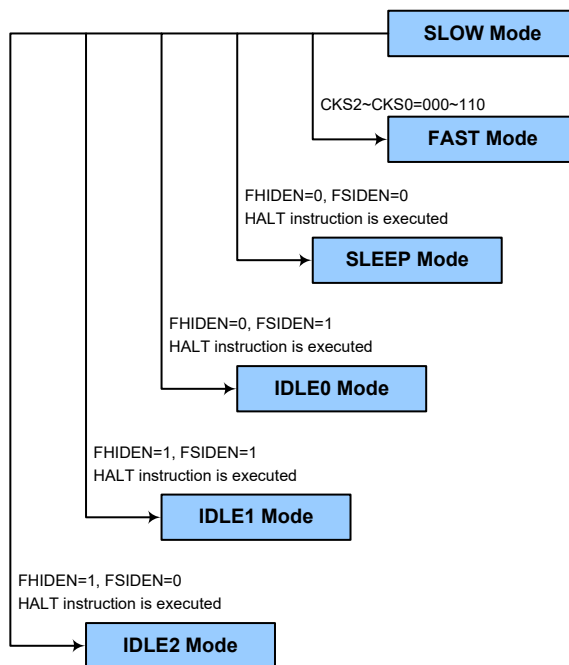 SLOW Mode
CKS2~CKS0=000~110
FAST Mode
FHIDEN=0, FSIDEN=0
HALT instruction is executed
SLEEP Mode
FHIDEN=0, FSIDEN=1
HALT instruction is executed
IDLE0 Mode
FHIDEN=1, FSIDEN=1
HALT instruction is executed
IDLE1 Mode
FHIDEN=1, FSIDEN=0
HALT instruction is executed
IDLE2 Mode